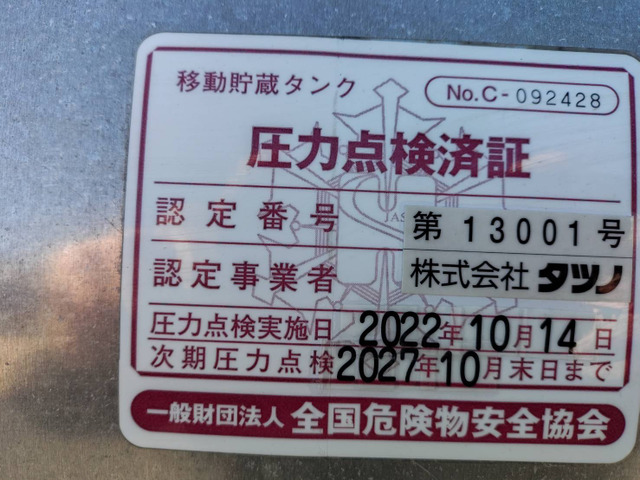 移動貯蔵タンク
No.C-092428
圧力点検済証
認定番号 第 13001 号
認定事業者 株式会社 タツノ
圧力点検実施日 2022年10月14日
次期圧力点検 2027年10月末日まで
一般財団法人 全国危険物安全協会